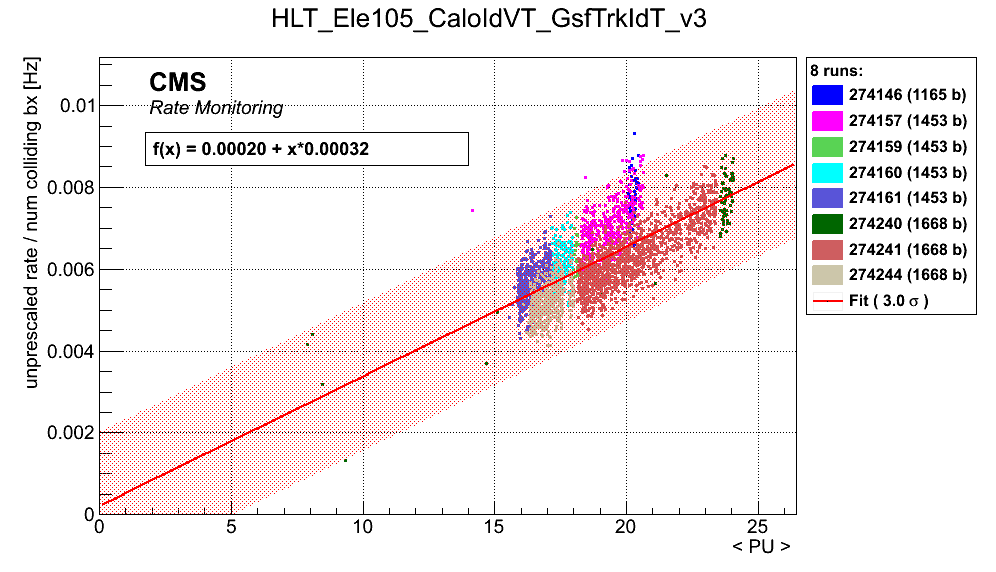 HLT_Ele105_CaloIdVT_GsfTrkIdT_v3
unprescaled rate / num colliding bx [Hz]
CMS
Rate Monitoring
f(x) = 0.00020 + x*0.00032
0.01
0.008
0.006
0.004
0.002
0
0 5 10 15 20 25
< PU >
8 runs:
274146 (1165 b)
274157 (1453 b)
274159 (1453 b)
274160 (1453 b)
274161 (1453 b)
274240 (1668 b)
274241 (1668 b)
274244 (1668 b)
Fit ( 3.0 σ )